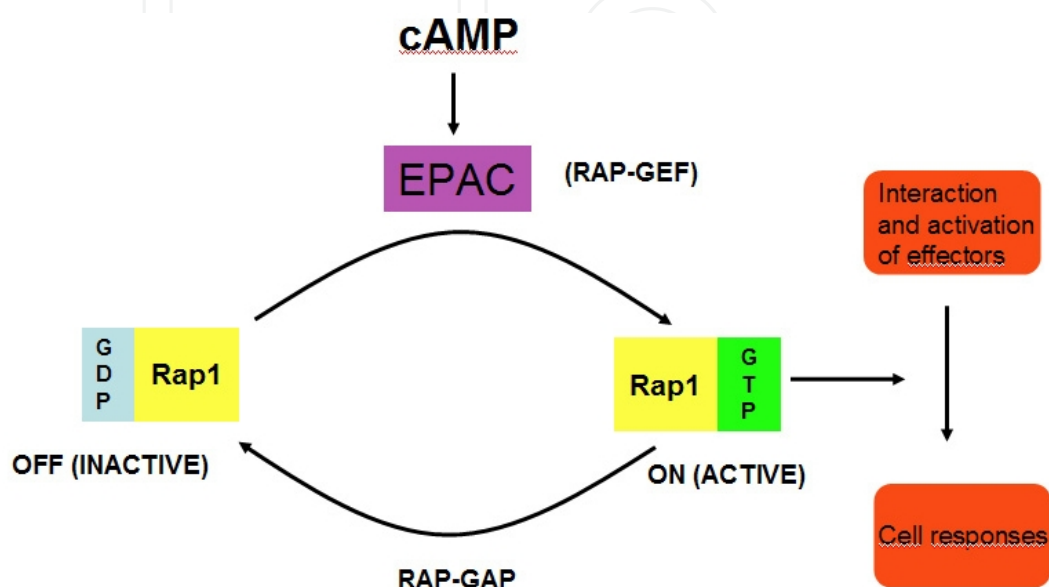 cAMP
EPAC
(RAP-GEF)
Interaction
and activation
of effectors
G
D
P
Rap1
Rap1
G
T
P
OFF (INACTIVE)
ON (ACTIVE)
Cell responses
RAP-GAP